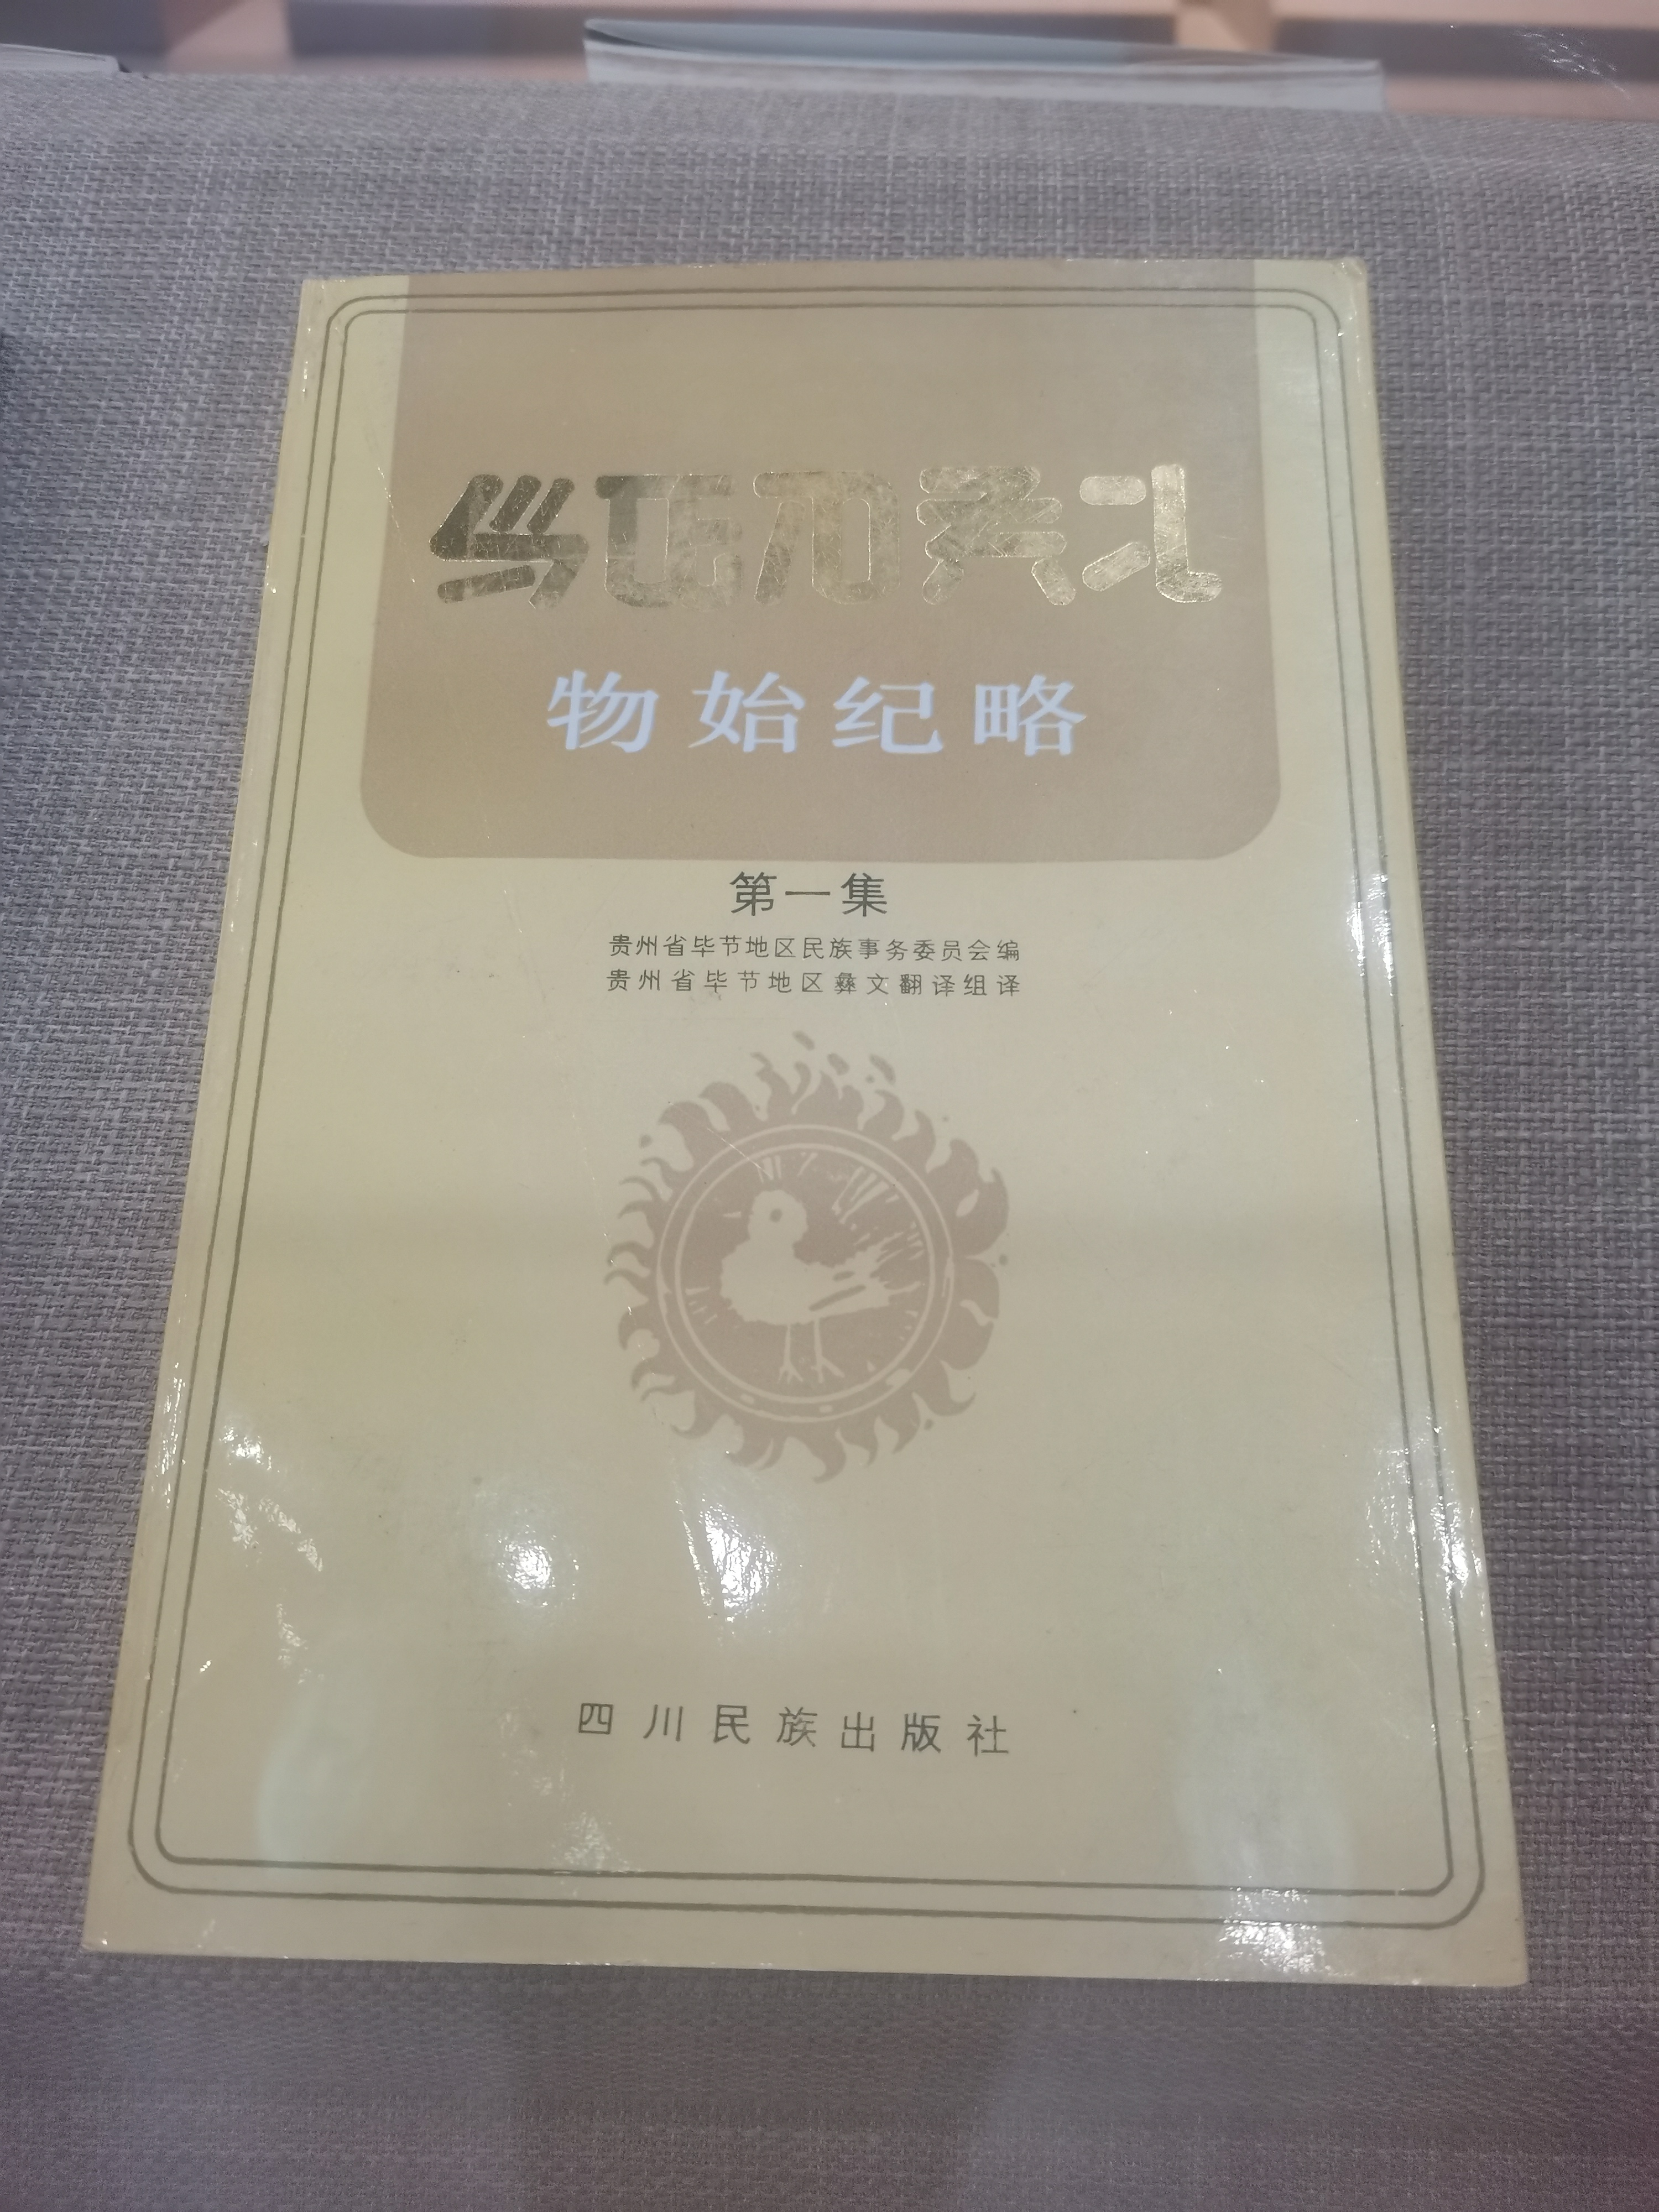 物始纪略
第一集
贵州省毕节地区民族事务委员会编
贵州省毕节地区彝文翻译组译
四川民族出版社